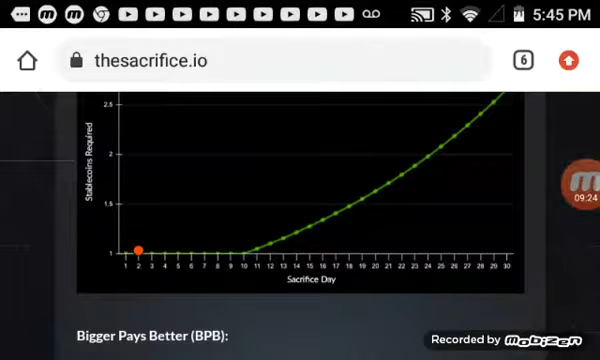 5:45 PM
thesacrifice.io
6
2.5
2
1.5
1
Stablecoins Required
1 2 3 4 5 6 7 8 9 10 11 12 13 14 15 16 17 18 19 20 21 22 23 24 25 26 27 28 29 30
Sacrifice Day
09:24
Bigger Pays Better (BPB):
Recorded by MOBIZEN